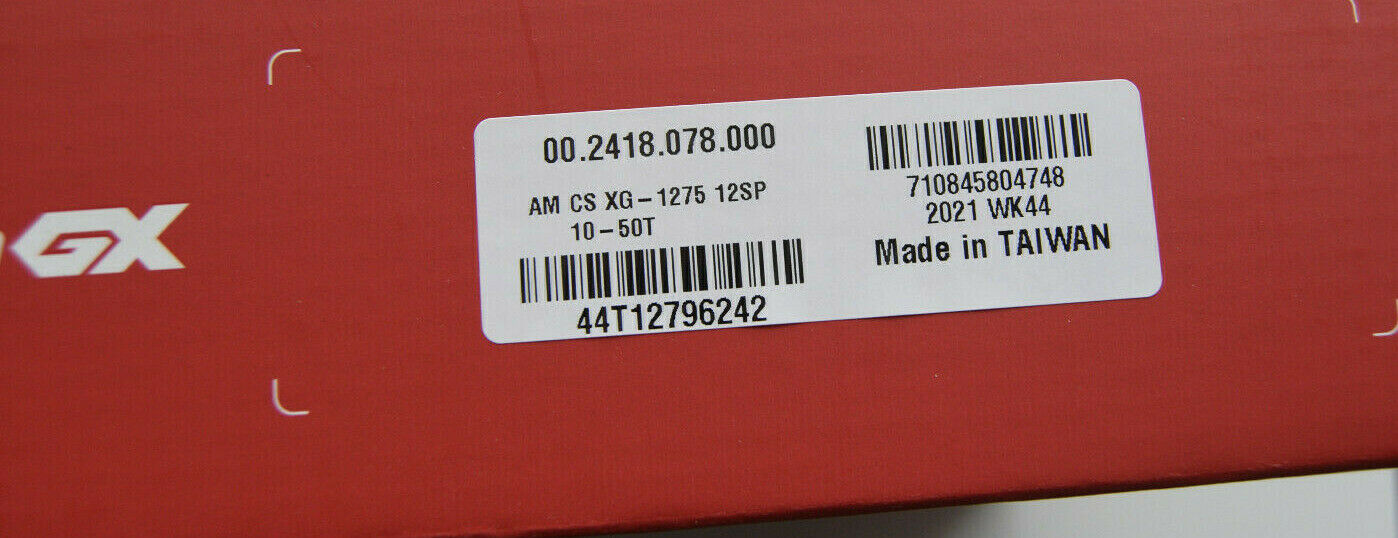 GX
00.2418.078.000
AM CS XG-1275 12SP
10-50T
44T12796242
710845804748
2021 WK44
Made in TAIWAN